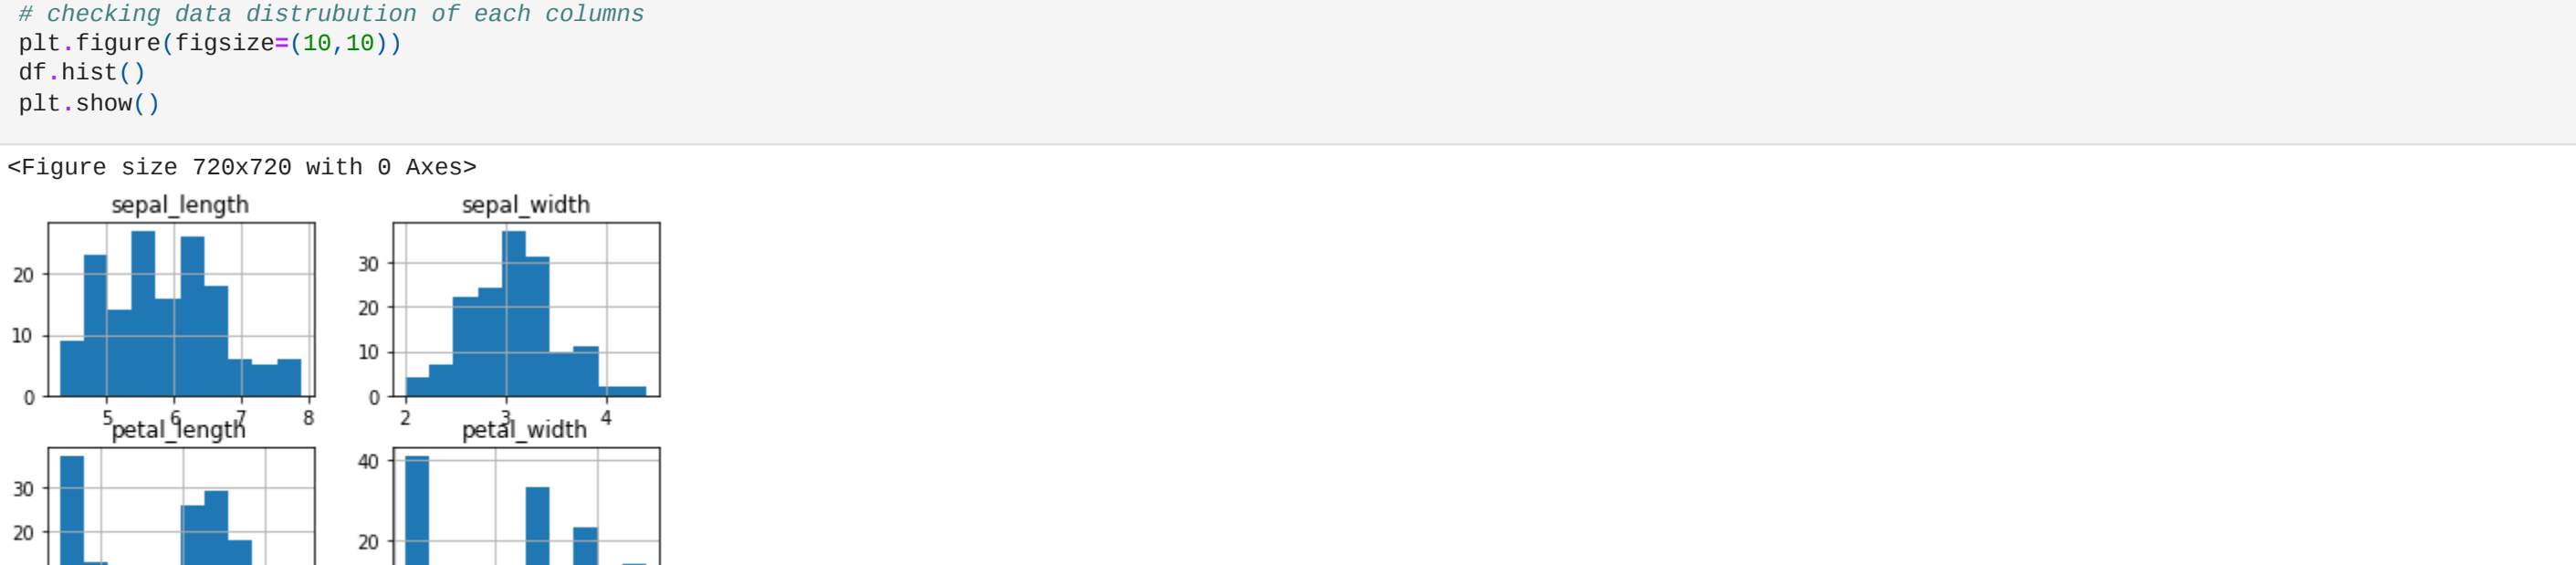 # checking data distrubution of each columns
plt.figure(figsize=(10,10))
df.hist()
plt.show()
<Figure size 720x720 with 0 Axes>
sepal_length
sepal_width
20
10
0
5 6 7 8
30
20
10
0
2 3 4
petal_length
petal_width
30
20
40
20